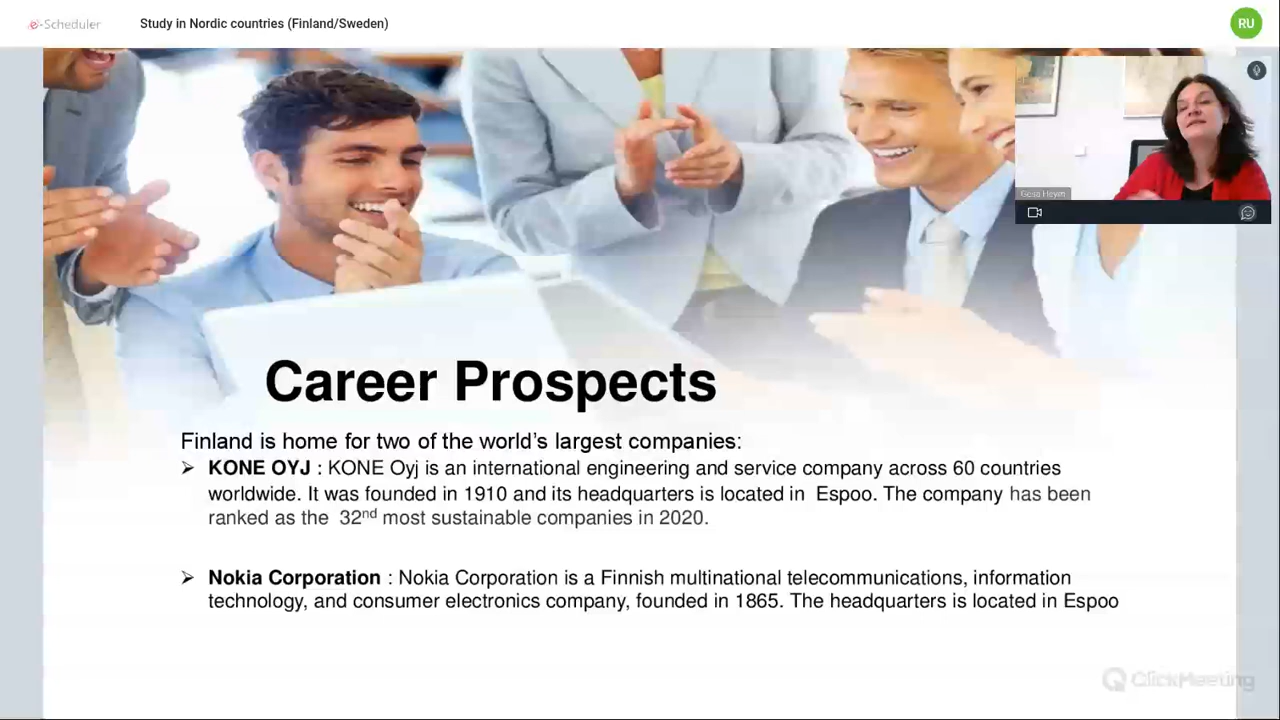 e-Scheduler
Study in Nordic countries (Finland/Sweden)
RU
Career Prospects
Finland is home for two of the world's largest companies:
➢ KONE OYJ : KONE Oyj is an international engineering and service company across 60 countries
worldwide. It was founded in 1910 and its headquarters is located in Espoo. The company has been
ranked as the 32nd most sustainable companies in 2020.
➢ Nokia Corporation : Nokia Corporation is a Finnish multinational telecommunications, information
technology, and consumer electronics company, founded in 1865. The headquarters is located in Espoo
ClickMeeting